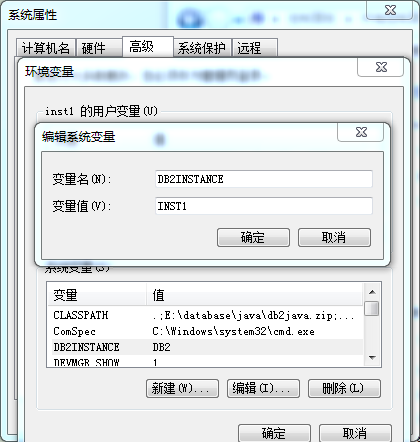 系统属性
计算机名 硬件 高级 系统保护 远程
环境变量
inst1 的用户变量(U)
编辑系统变量
变量名(N): DB2INSTANCE
变量值(V): INST1
确定 取消
系统变量(S)
变量 值
CLASSPATH .;E:\database\java\db2java.zip;...
ComSpec C:\Windows\system32\cmd.exe
DB2INSTANCE DB2
DEVMGR_SHOW 1
新建(W)... 编辑(I)... 删除(L)
确定 取消